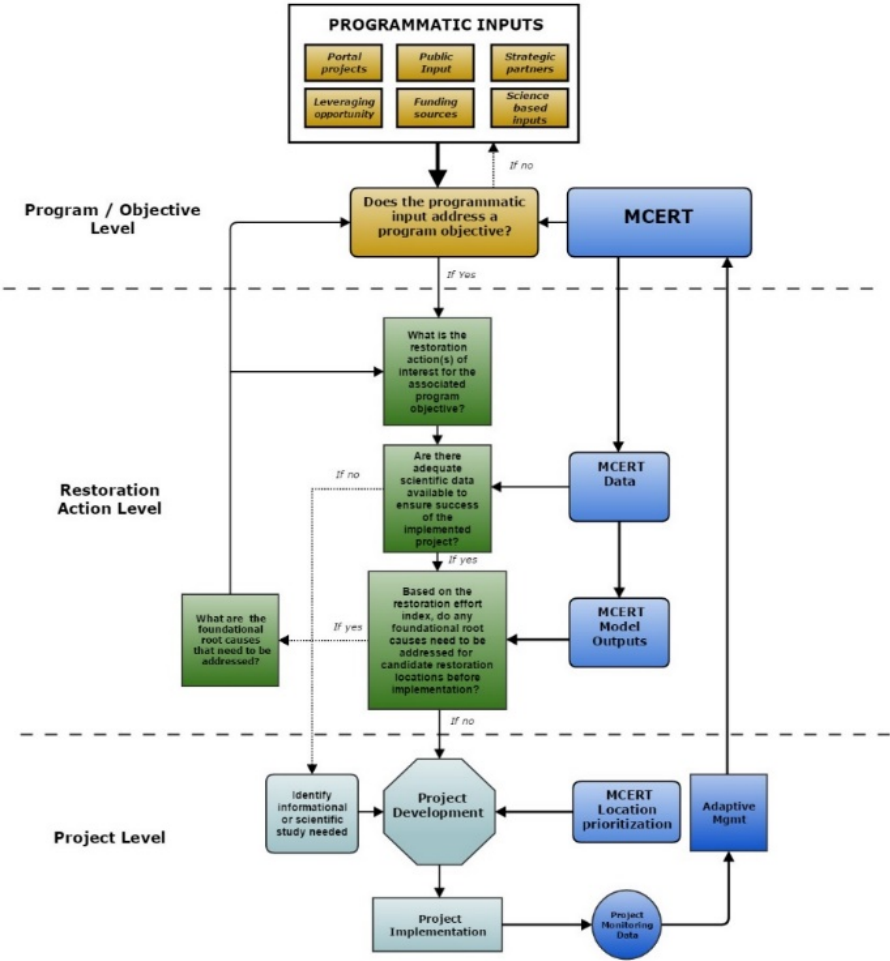 PROGRAMMATIC INPUTS
Portal
projects
Public
Input
Strategic
partners
Leveraging
opportunity
Funding
sources
Science
based
inputs
If no
Program / Objective
Level
Does the programmatic
input address a
program objective?
MCERT
If Yes
What is the
restoration
action(s) of
interest for the
associated
program
objective?
Restoration
Action Level
If no
Are there
adequate
scientific data
available to
ensure success
of the
implemented
project?
MCERT
Data
If yes
What are the
foundational
root causes
that need to be
addressed?
If yes
Based on the
restoration effort
index, do any
foundational root
causes need to be
addressed for
candidate restoration
locations before
implementation?
MCERT
Model
Outputs
If no
Project Level
Identify
informational
or scientific
study needed
Project
Development
MCERT
Location
prioritization
Adaptive
Mgmt
Project
Implementation
Project
Monitoring
Data